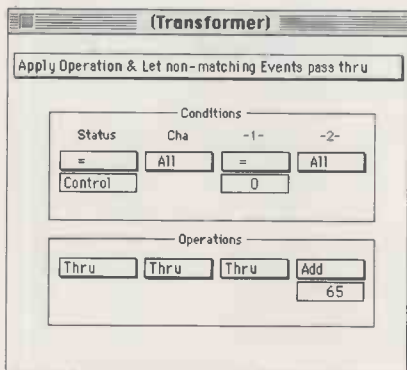 (Transformer)
Apply Operation & Let non-matching Events pass thru
Conditions
Status Cha -1- -2-
= All = All
Control 0
Operations
Thru Thru Thru Add
65